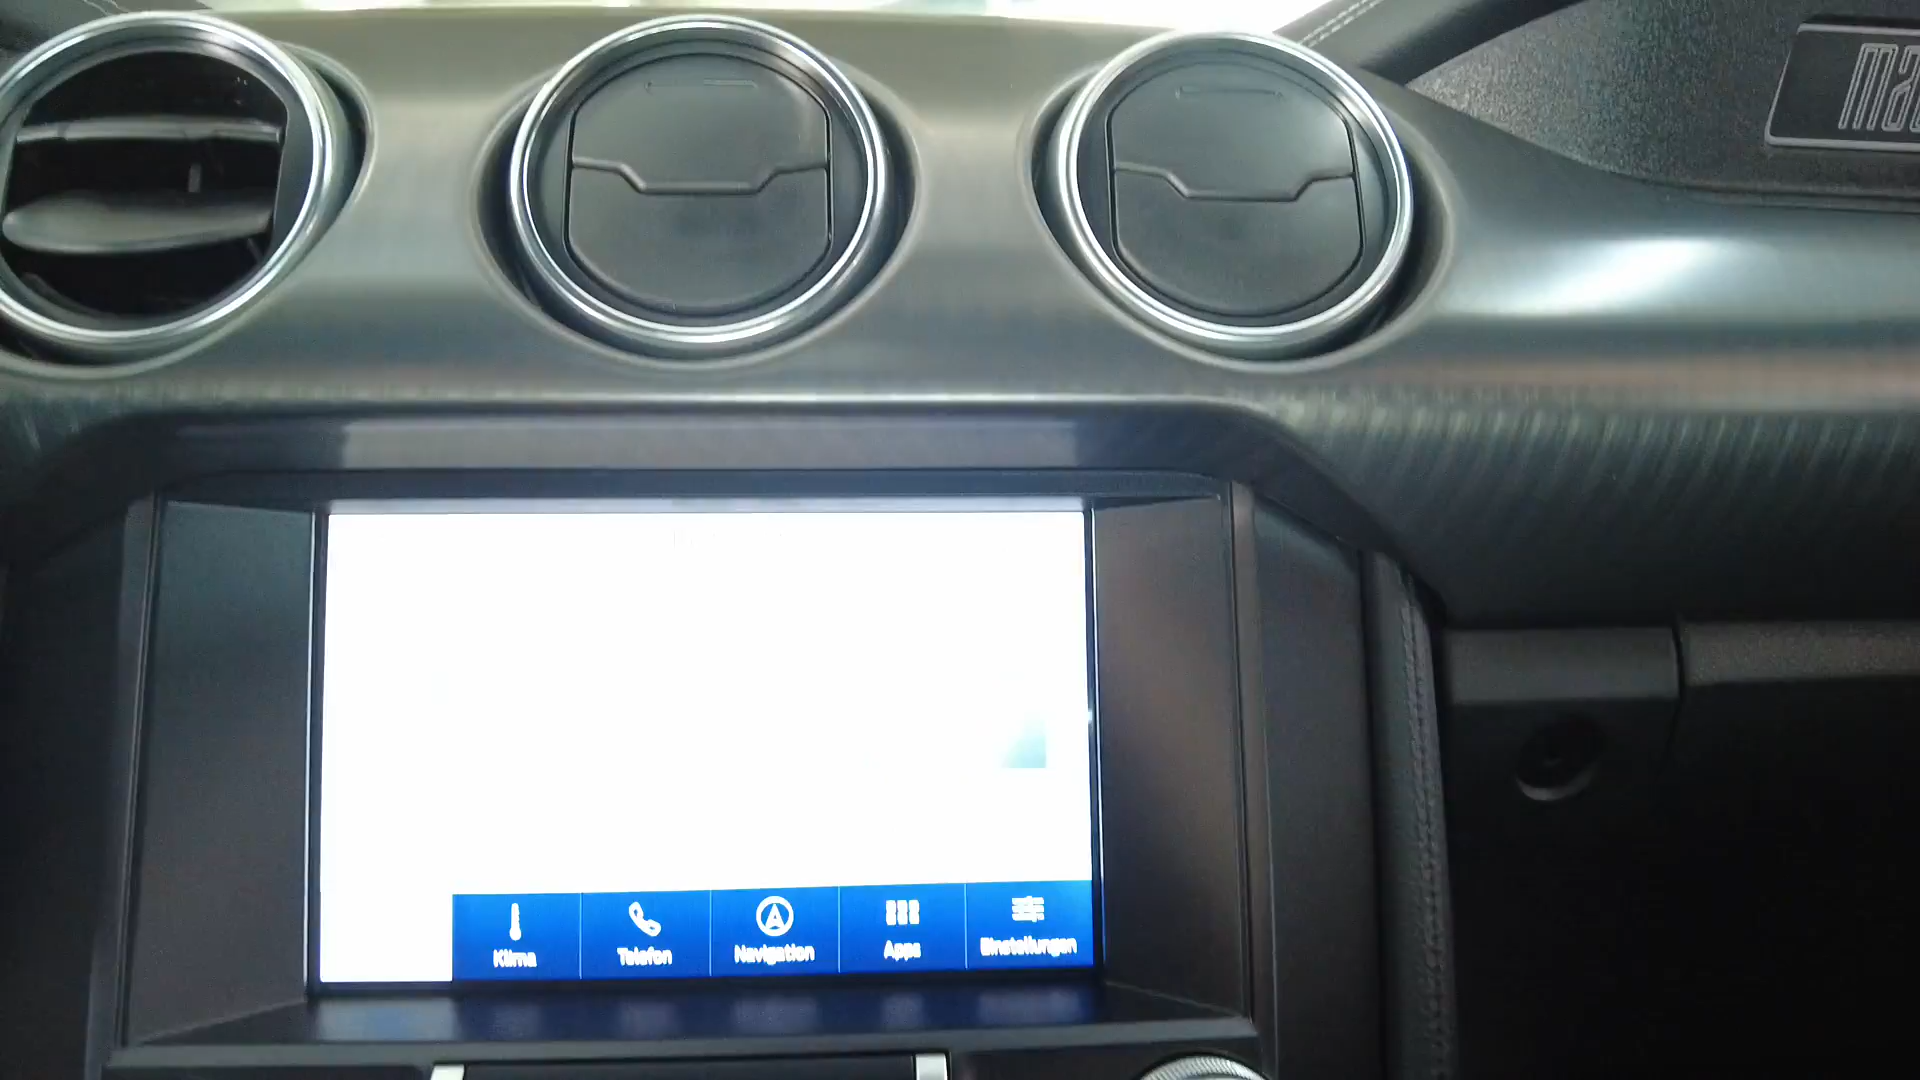 Klima
Telefon
Navigation
Apps
Einstellungen